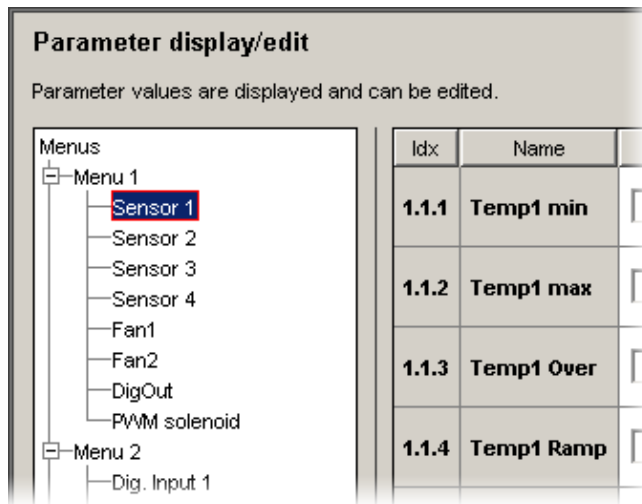 Parameter display/edit
Parameter values are displayed and can be edited.
Menus
Menu 1
Sensor 1
Sensor 2
Sensor 3
Sensor 4
Fan1
Fan2
DigOut
PWM solenoid
Menu 2
Dig. Input 1
Idx Name
1.1.1 Temp1 min
1.1.2 Temp1 max
1.1.3 Temp1 Over
1.1.4 Temp1 Ramp